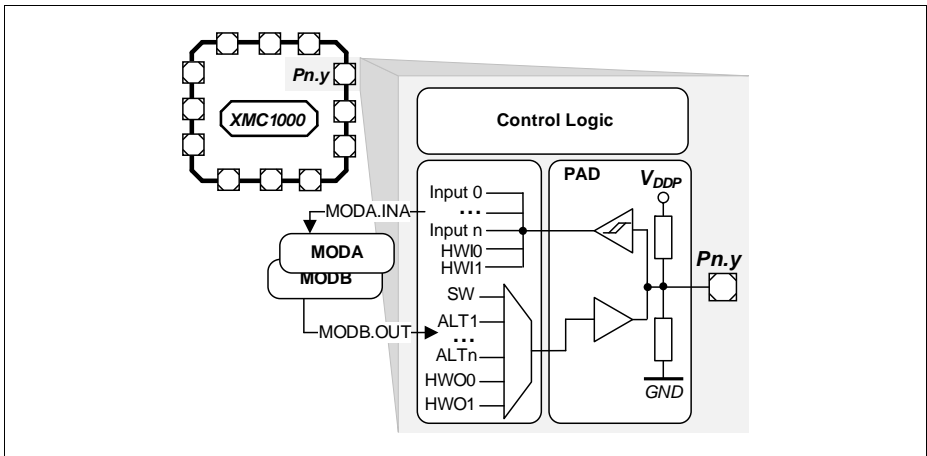 Pn.y
XMC1000
Control Logic
PAD
VDDP
Input 0
...
Input n
HWI0
HWI1
MODA.INA
MODA
MODB
MODB.OUT
SW
ALT1
...
ALTn
HWO0
HWO1
Pn.y
GND